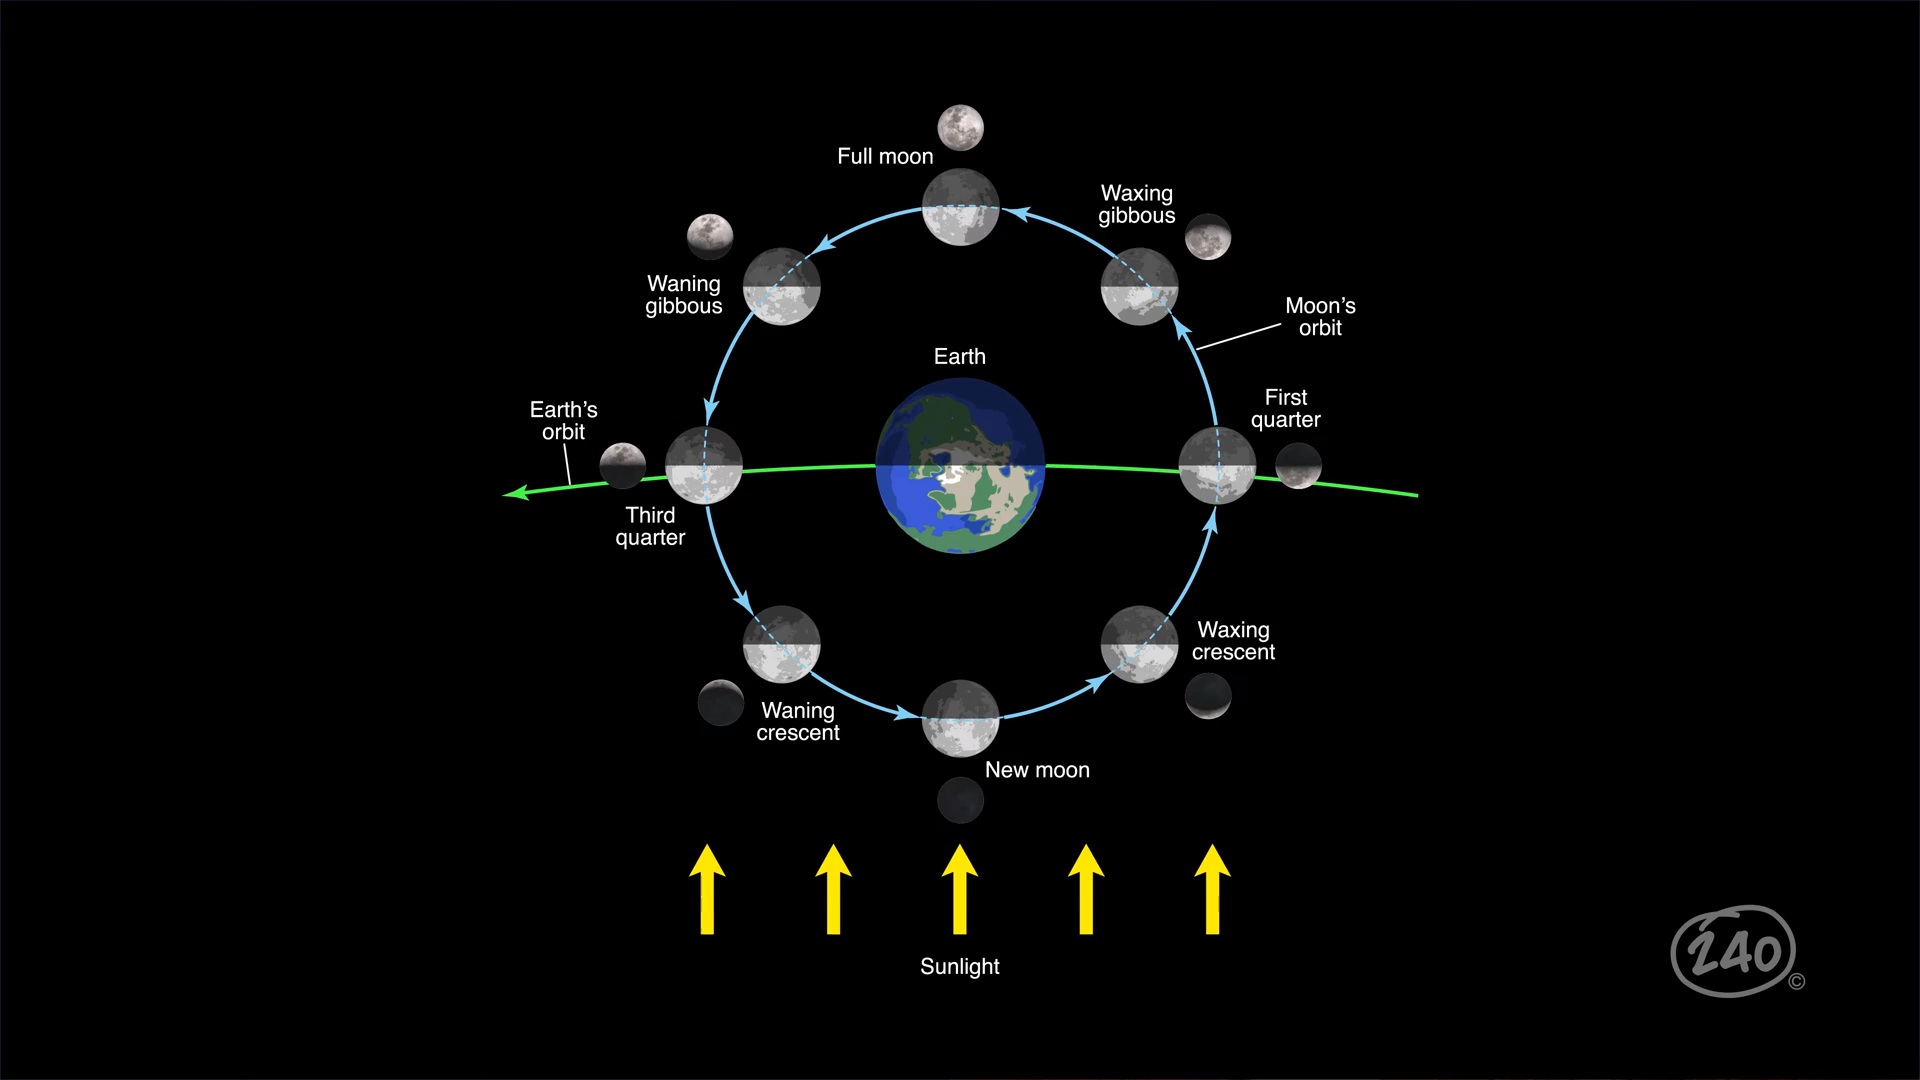 Full moon
Waxing
gibbous
Waning
gibbous
Moon's
orbit
Earth
First
quarter
Earth's
orbit
Third
quarter
Waxing
crescent
Waning
crescent
New moon
Sunlight
240
©